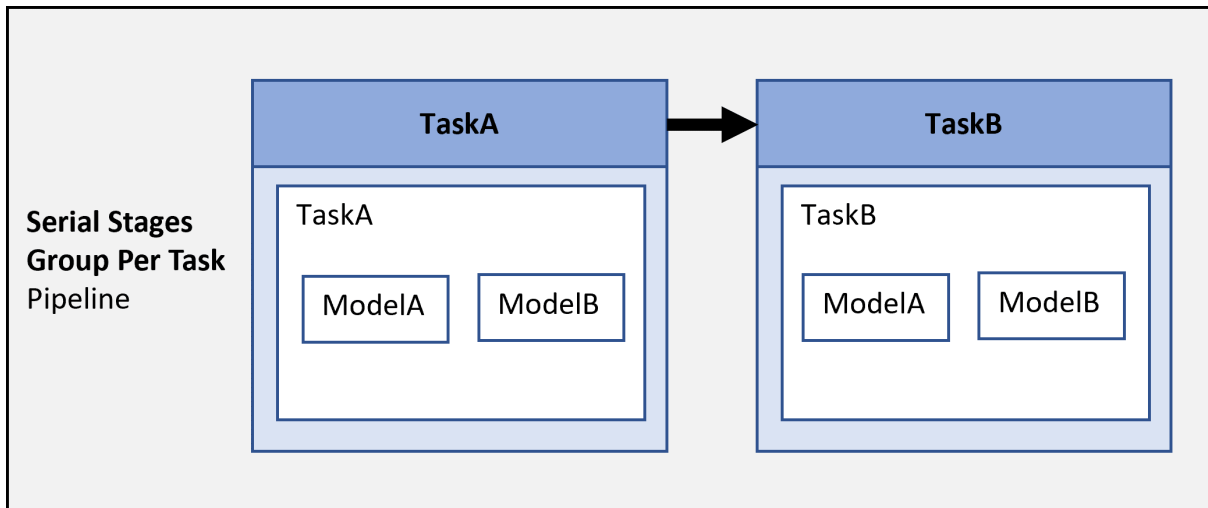 TaskA
TaskB
Serial Stages
Group Per Task
Pipeline
TaskA
ModelA
ModelB
TaskB
ModelA
ModelB